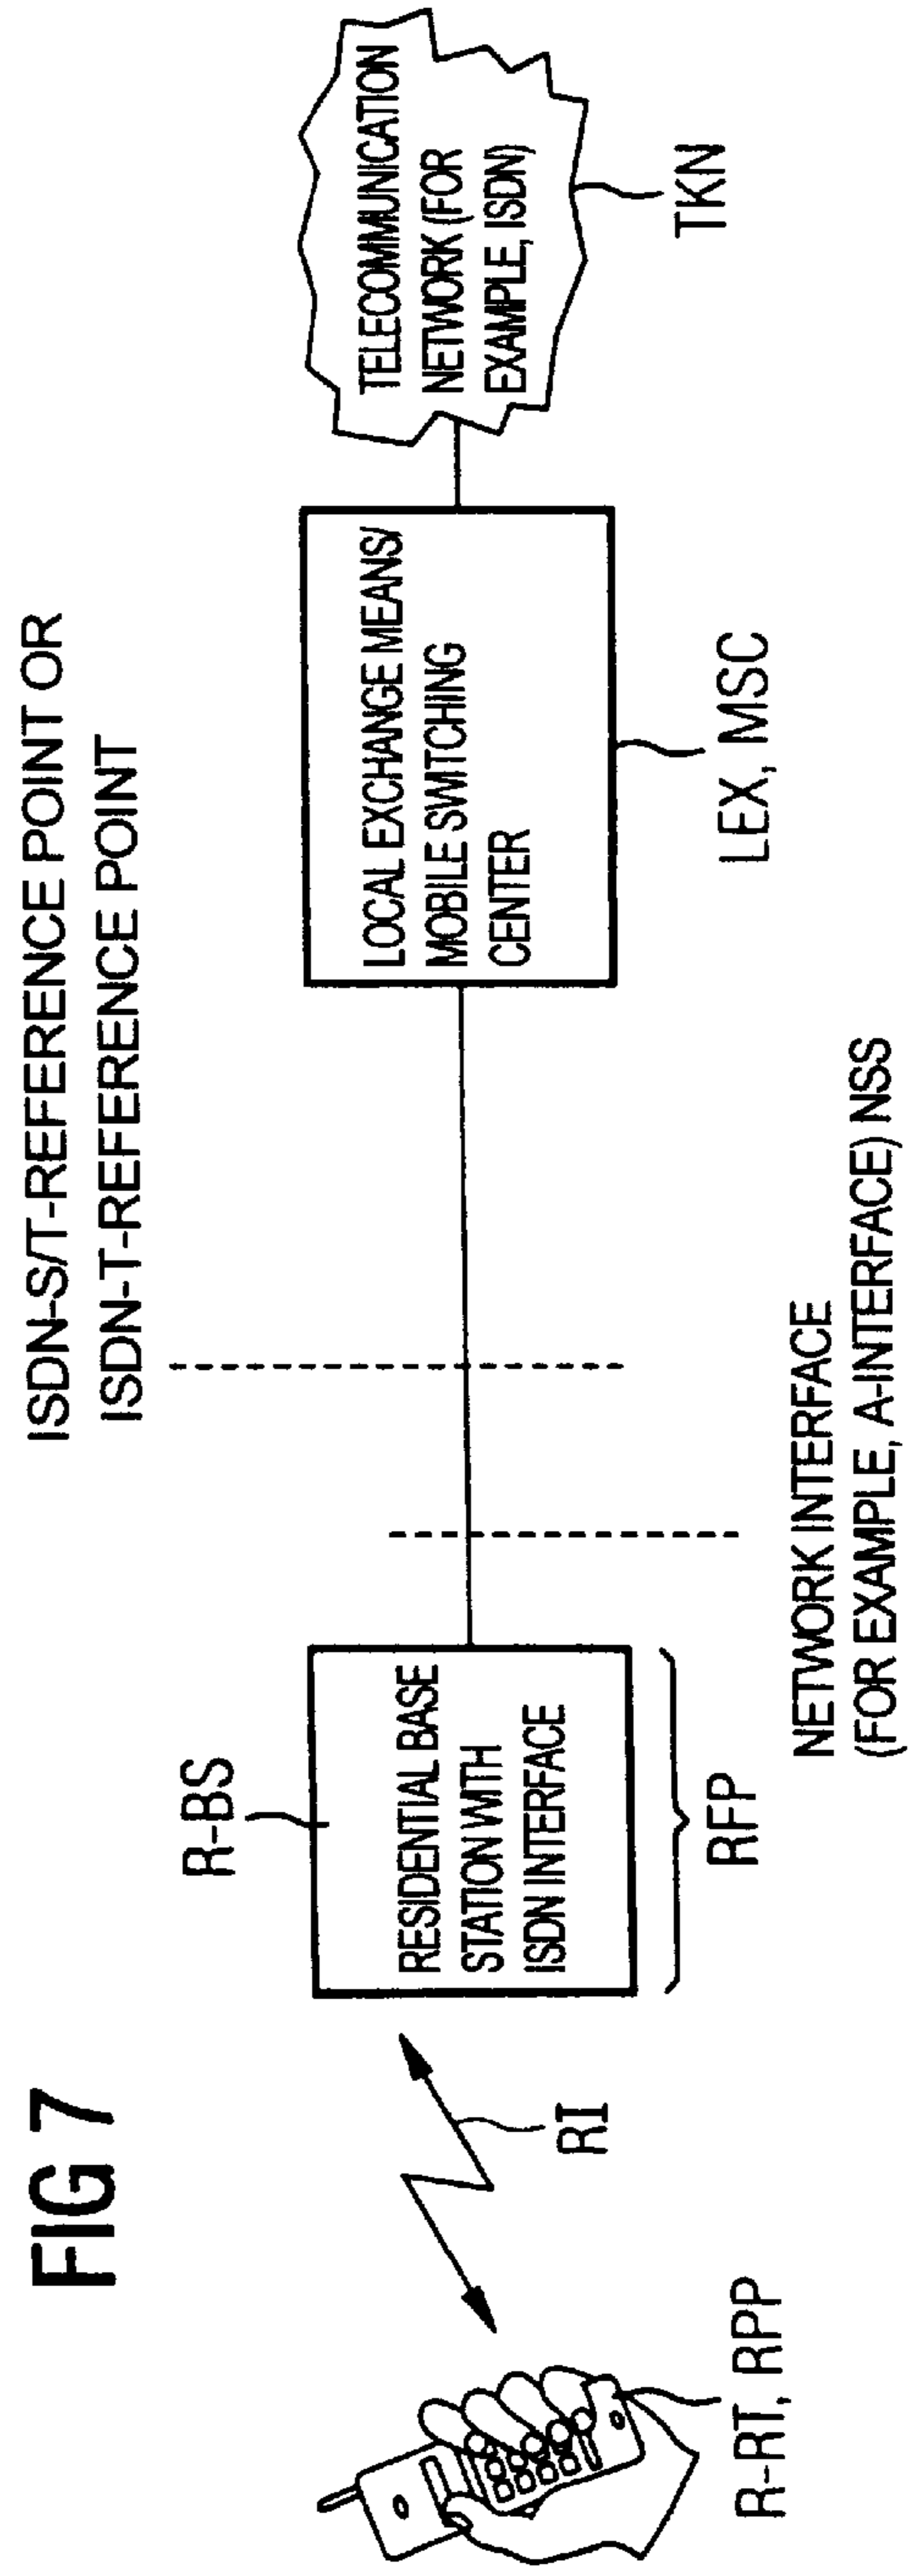 FIG 7
ISDN-S/T-REFERENCE POINT OR
ISDN-T-REFERENCE POINT
R-BS
RESIDENTIAL BASE
STATION WITH
ISDN INTERFACE
LOCAL EXCHANGE MEANS/
MOBILE SWITCHING
CENTER
TELECOMMUNICATION
NETWORK (FOR
EXAMPLE, ISDN)
RI
R-RT, RPP
RFP
NETWORK INTERFACE
(FOR EXAMPLE, A-INTERFACE) NSS
LEX, MSC
TKN